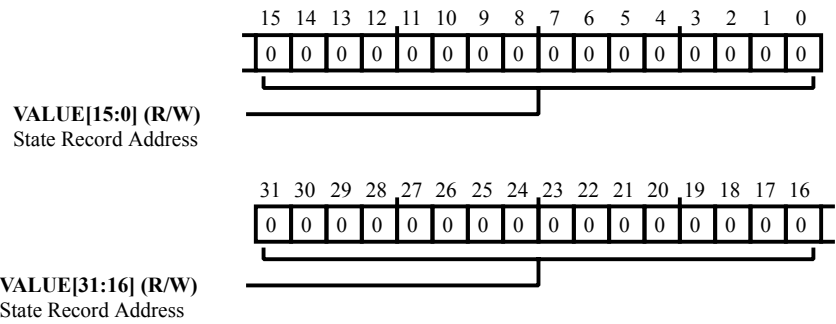 15 14 13 12 11 10 9 8 7 6 5 4 3 2 1 0
0 0 0 0 0 0 0 0 0 0 0 0 0 0 0 0
VALUE[15:0] (R/W)
State Record Address
31 30 29 28 27 26 25 24 23 22 21 20 19 18 17 16
0 0 0 0 0 0 0 0 0 0 0 0 0 0 0 0
VALUE[31:16] (R/W)
State Record Address